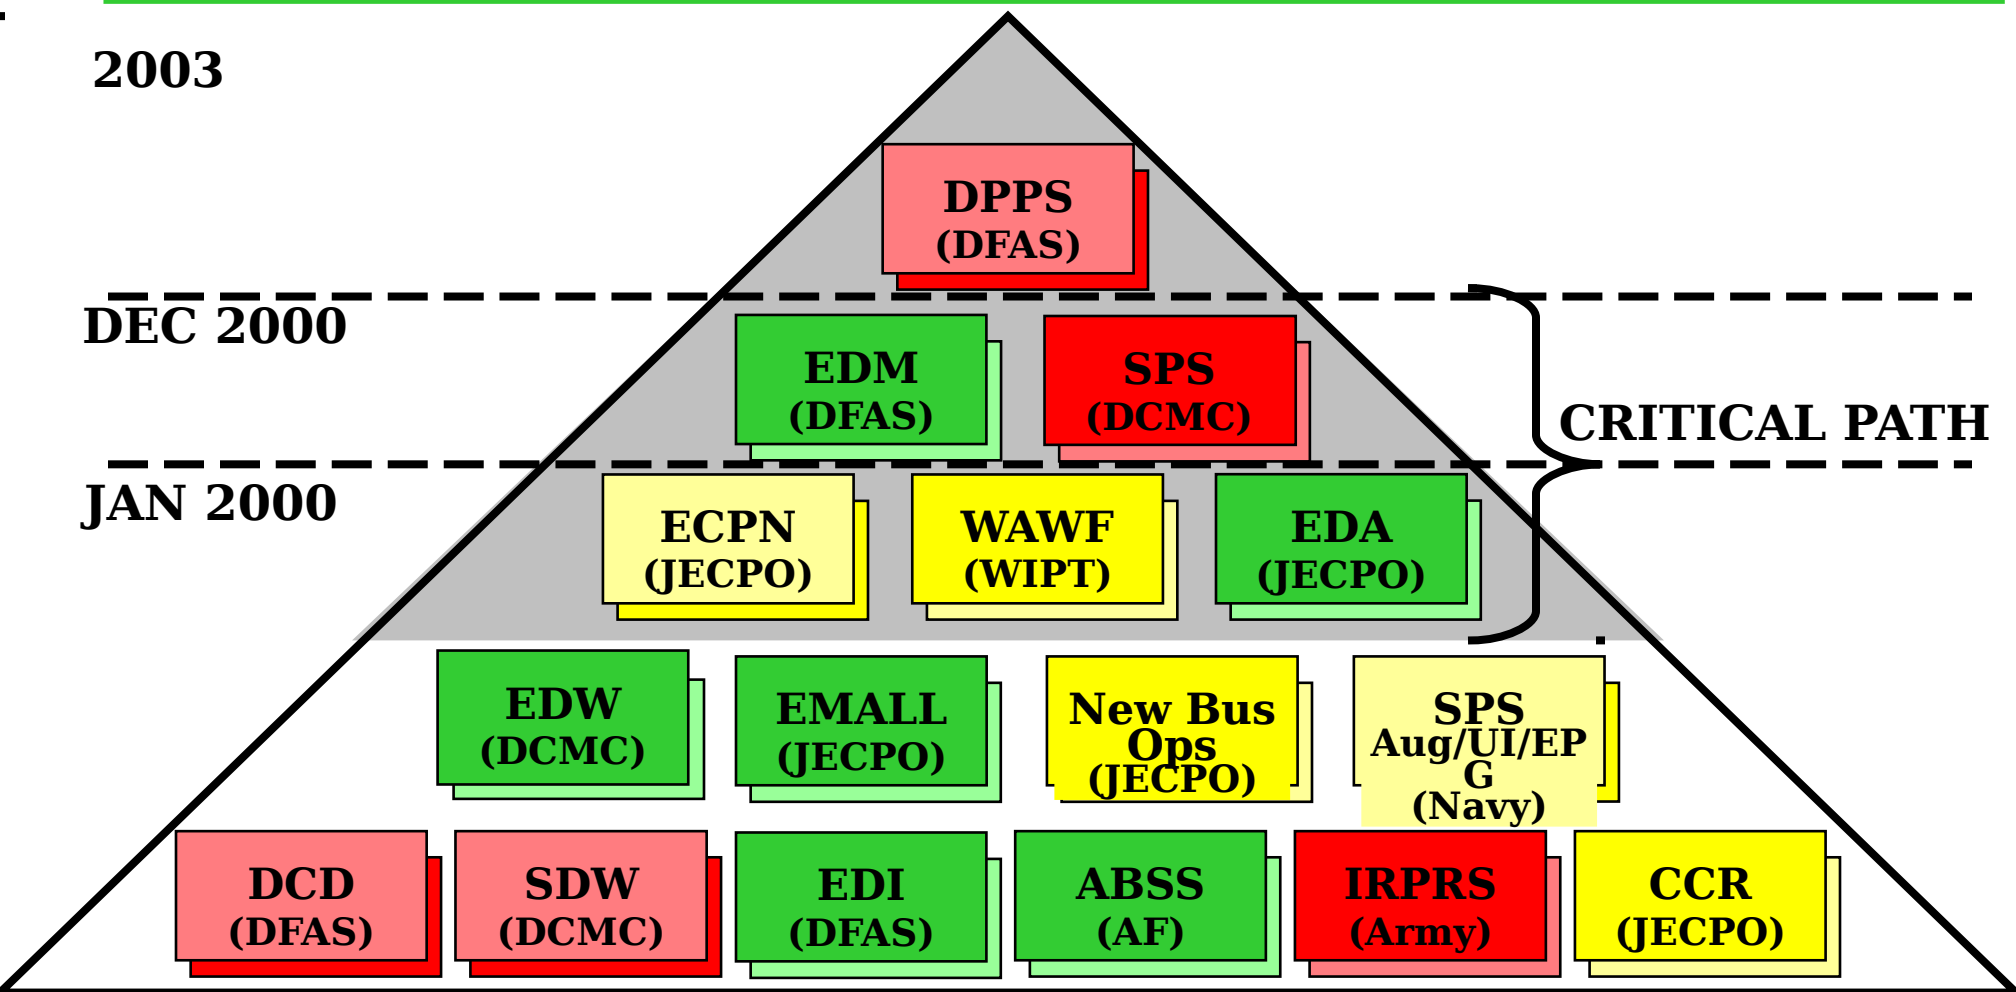 2003
DPPS
(DFAS)
DEC 2000
EDM
(DFAS)
SPS
(DCMC)
CRITICAL PATH
JAN 2000
ECPN
(JECPO)
WAWF
(WIPT)
EDA
(JECPO)
EDW
(DCMC)
EMALL
(JECPO)
New Bus
Ops
(JECPO)
SPS
Aug/UI/EP
G
(Navy)
DCD
(DFAS)
SDW
(DCMC)
EDI
(DFAS)
ABSS
(AF)
IRPRS
(Army)
CCR
(JECPO)